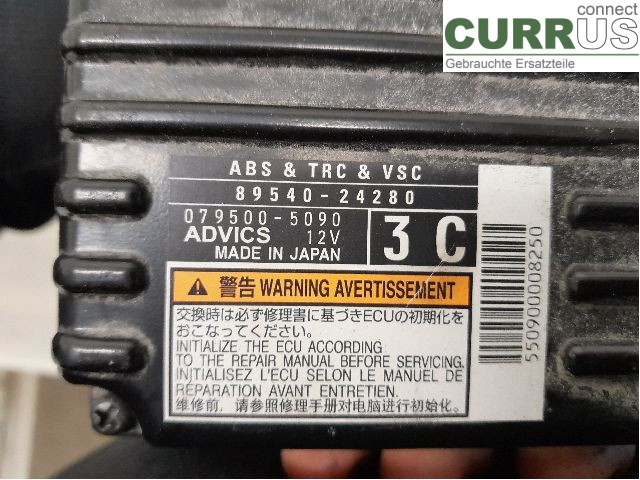 connect
CURRUS
Gebrauchte Ersatzteile
ABS & TRC & VSC
89540-24280
079500-5090
ADVICS 12V
MADE IN JAPAN
3 C
警告 WARNING AVERTISSEMENT
交換時は必ず修理書に基づきECUの初期化を
おこなってください。
INITIALIZE THE ECU ACCORDING
TO THE REPAIR MANUAL BEFORE SERVICING.
INITIALISEZ L'ECU SELON LE MANUEL DE
RÉPARATION AVANT ENTRETIEN.
维修前，请参照修理手册对电脑进行初始化。
550900008250